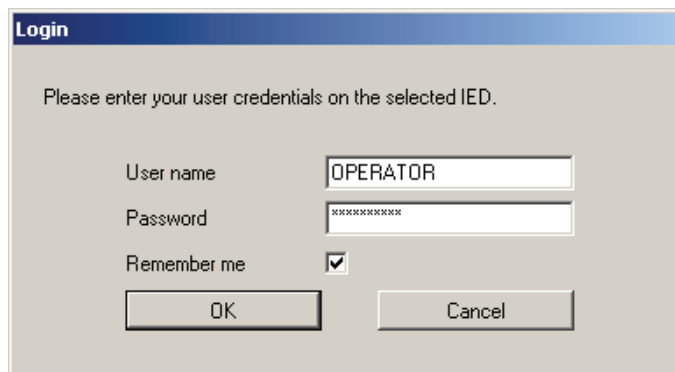 Login
Please enter your user credentials on the selected IED.
User name OPERATOR
Password **********
Remember me
OK Cancel